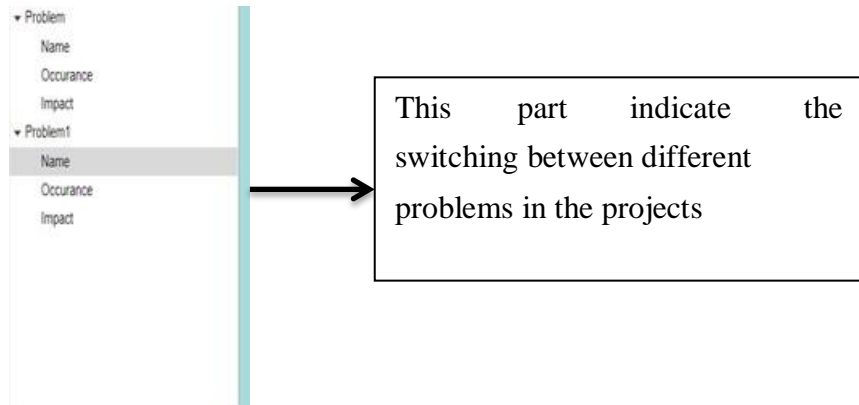 Problem
Name
Occurance
Impact
Problem1
Name
Occurance
Impact
This part indicate the
switching between different
problems in the projects